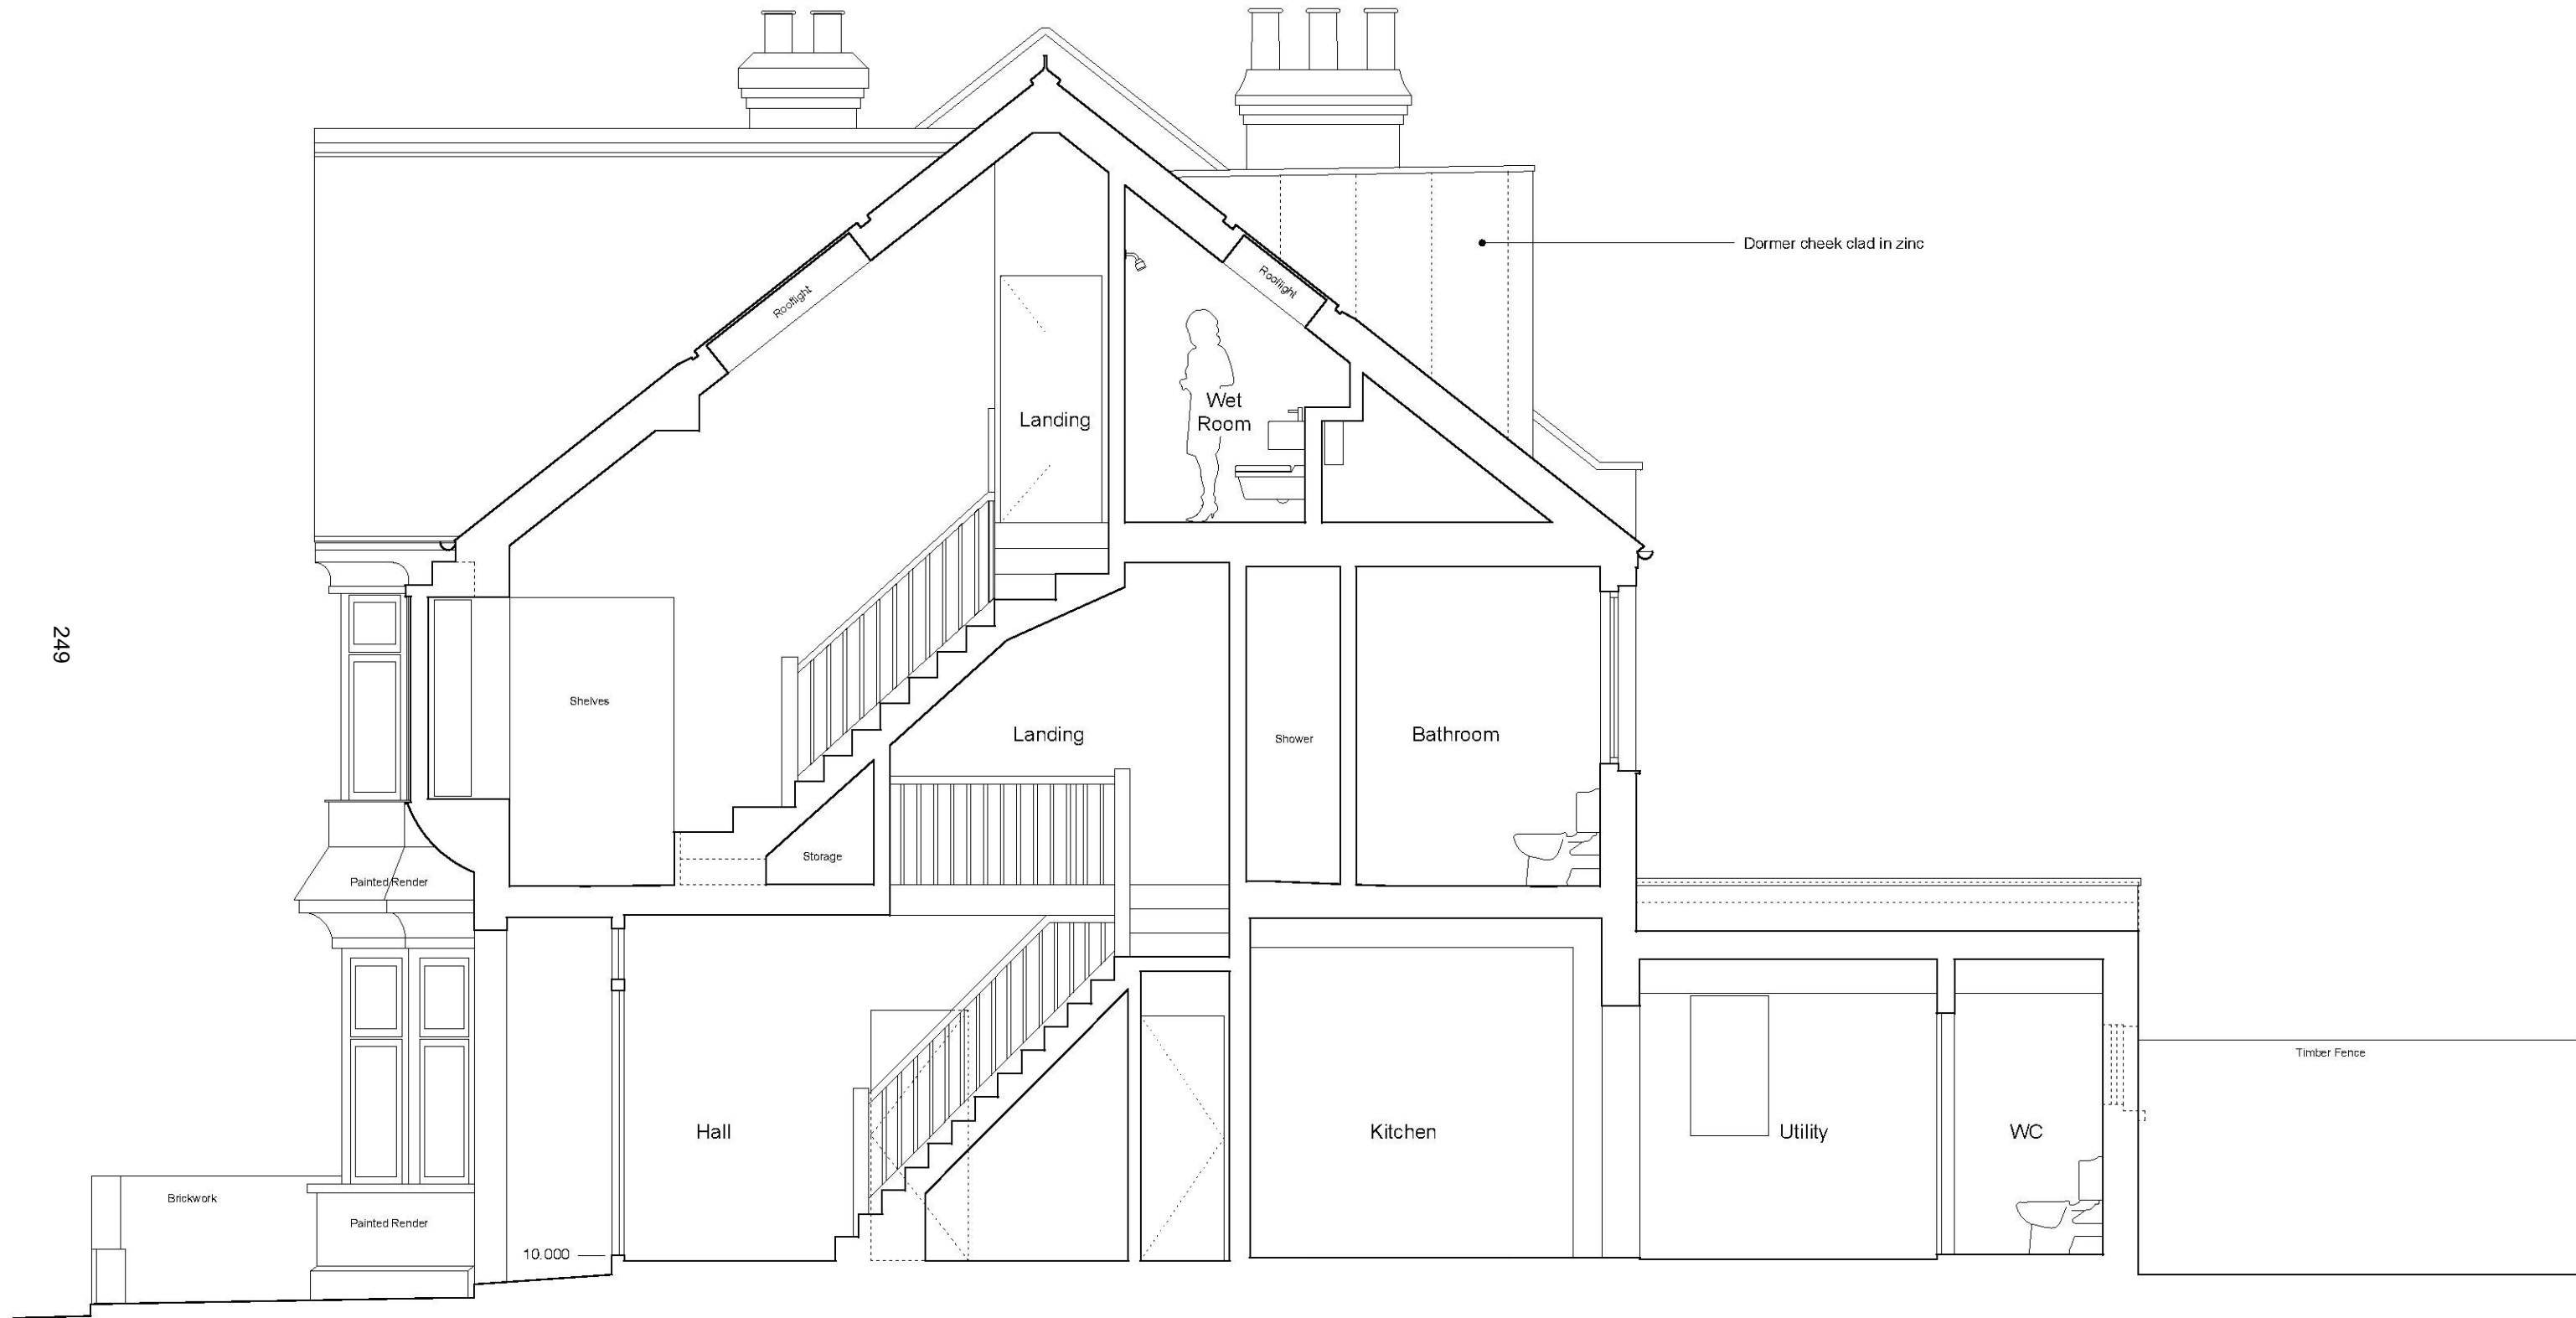 Dormer cheek clad in zinc
Rooflight
Rooflight
Landing
Wet
Room
249
Shelves
Landing
Shower
Bathroom
Storage
Painted Render
Timber Fence
Hall
Kitchen
Utility
WC
Brickwork
Painted Render
10.000